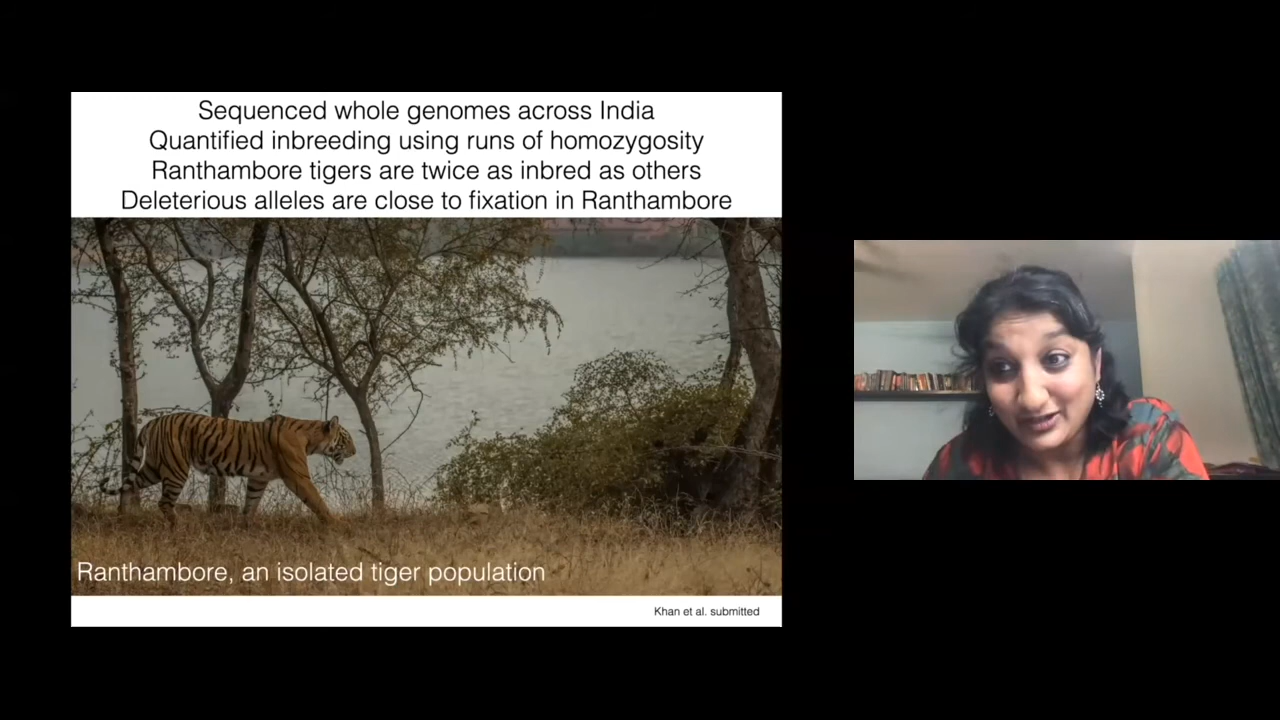 Sequenced whole genomes across India
Quantified inbreeding using runs of homozygosity
Ranthambore tigers are twice as inbred as others
Deleterious alleles are close to fixation in Ranthambore
Ranthambore, an isolated tiger population
Khan et al. submitted